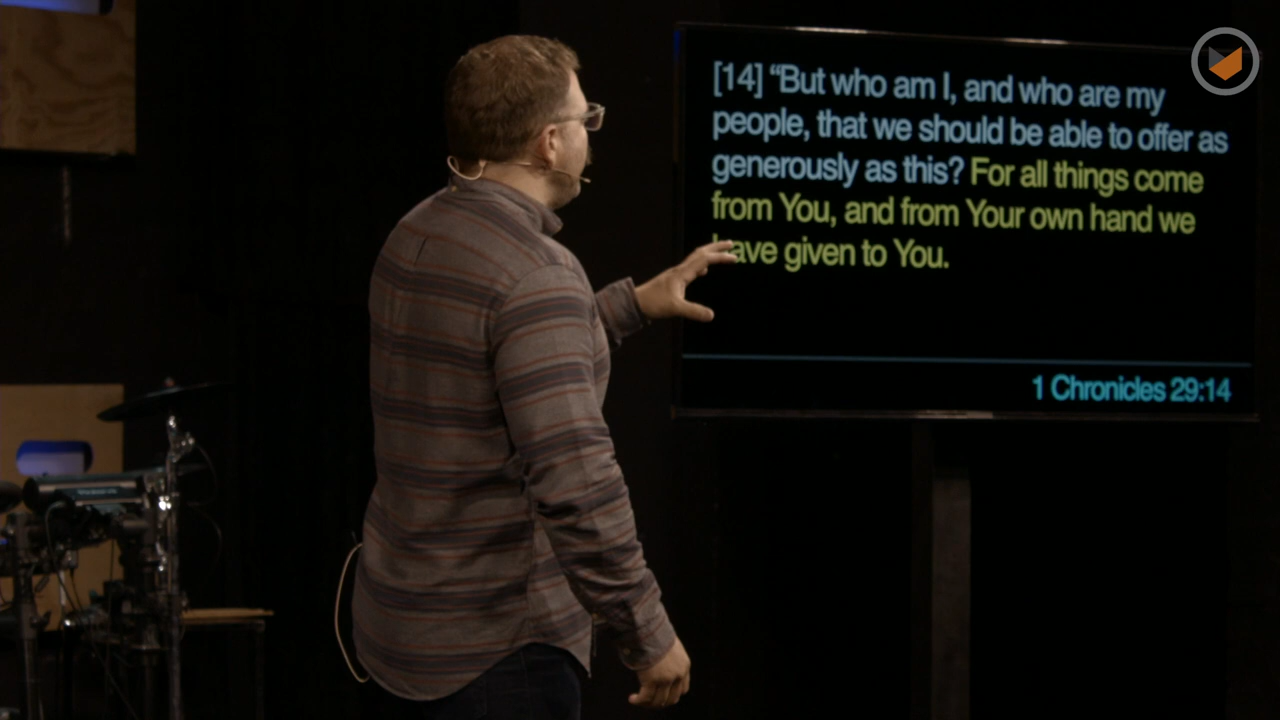 [14] “But who am I, and who are my
people, that we should be able to offer as
generously as this? For all things come
from You, and from Your own hand we
have given to You.
1 Chronicles 29:14